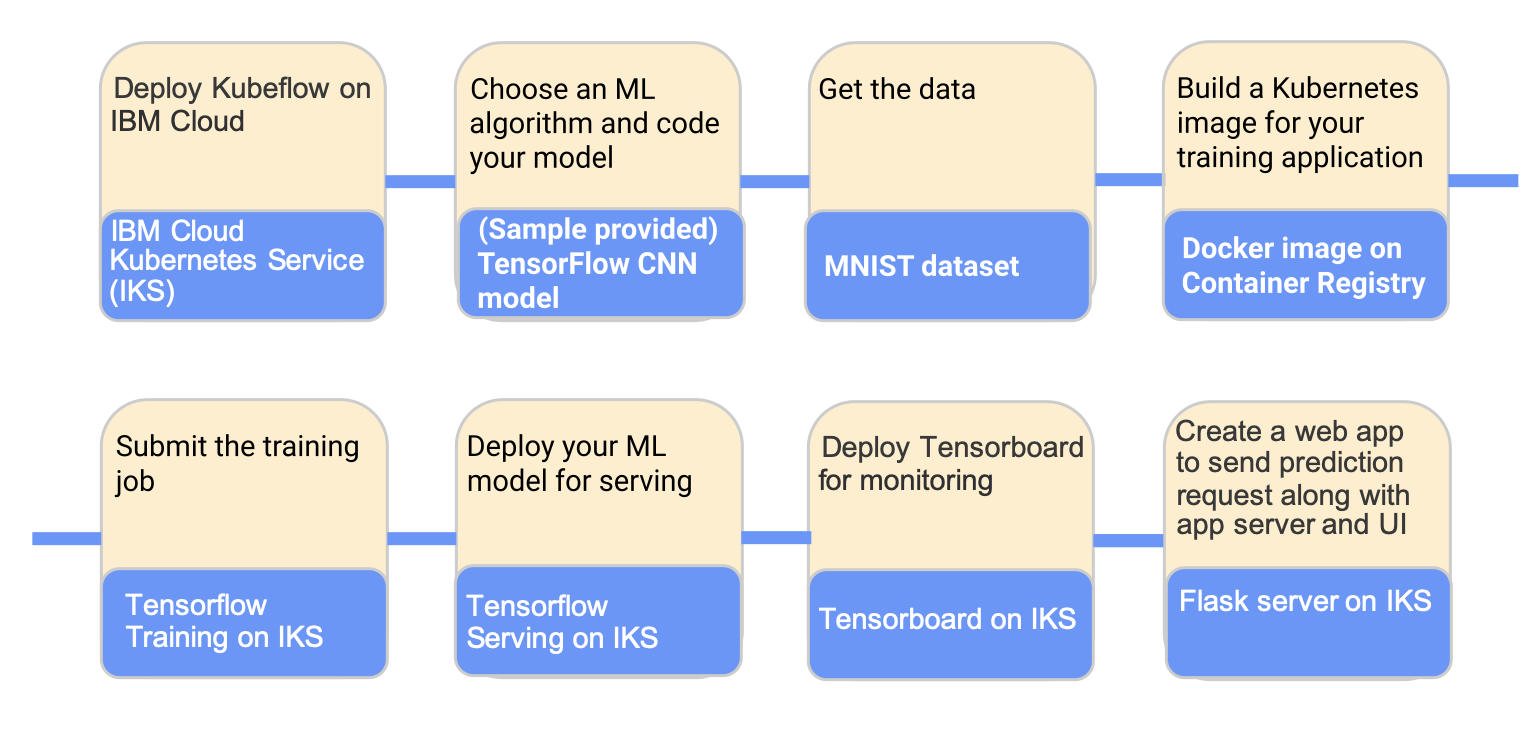 Deploy Kubeflow on
IBM Cloud
IBM Cloud
Kubernetes Service
(IKS)
Choose an ML
algorithm and code
your model
(Sample provided)
TensorFlow CNN
model
Get the data
MNIST dataset
Build a Kubernetes
image for your
training application
Docker image on
Container Registry
Submit the training
job
Tensorflow
Training on IKS
Deploy your ML
model for serving
Tensorflow
Serving on IKS
Deploy Tensorboard
for monitoring
Tensorboard on IKS
Create a web app
to send prediction
request along with
app server and UI
Flask server on IKS